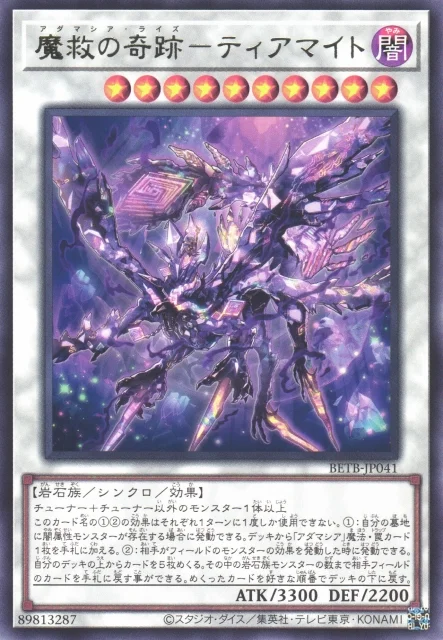 アダマシア・ライズ
魔救の奇跡－ティアマイト
やみ
闇
BETB-JP041
【岩石族／シンクロ／効果】
チューナー＋チューナー以外のモンスター1体以上
このカード名の①②の効果はそれぞれ1ターンに1度しか使用できない。①：自分の墓地
に闇属性モンスターが存在する場合に発動できる。デッキから「アダマシア」魔法・罠カード
1枚を手札に加える。②：相手がフィールドのモンスターの効果を発動した時に発動できる。
自分のデッキの上からカードを5枚めくる。その中の岩石族モンスターの数まで相手フィールド
のカードを手札に戻す事ができる。めくったカードを好きな順番でデッキの下に戻す。
ATK/3300 DEF/2200
89813287
©スタジオ・ダイス／集英社・テレビ東京・KONAMI